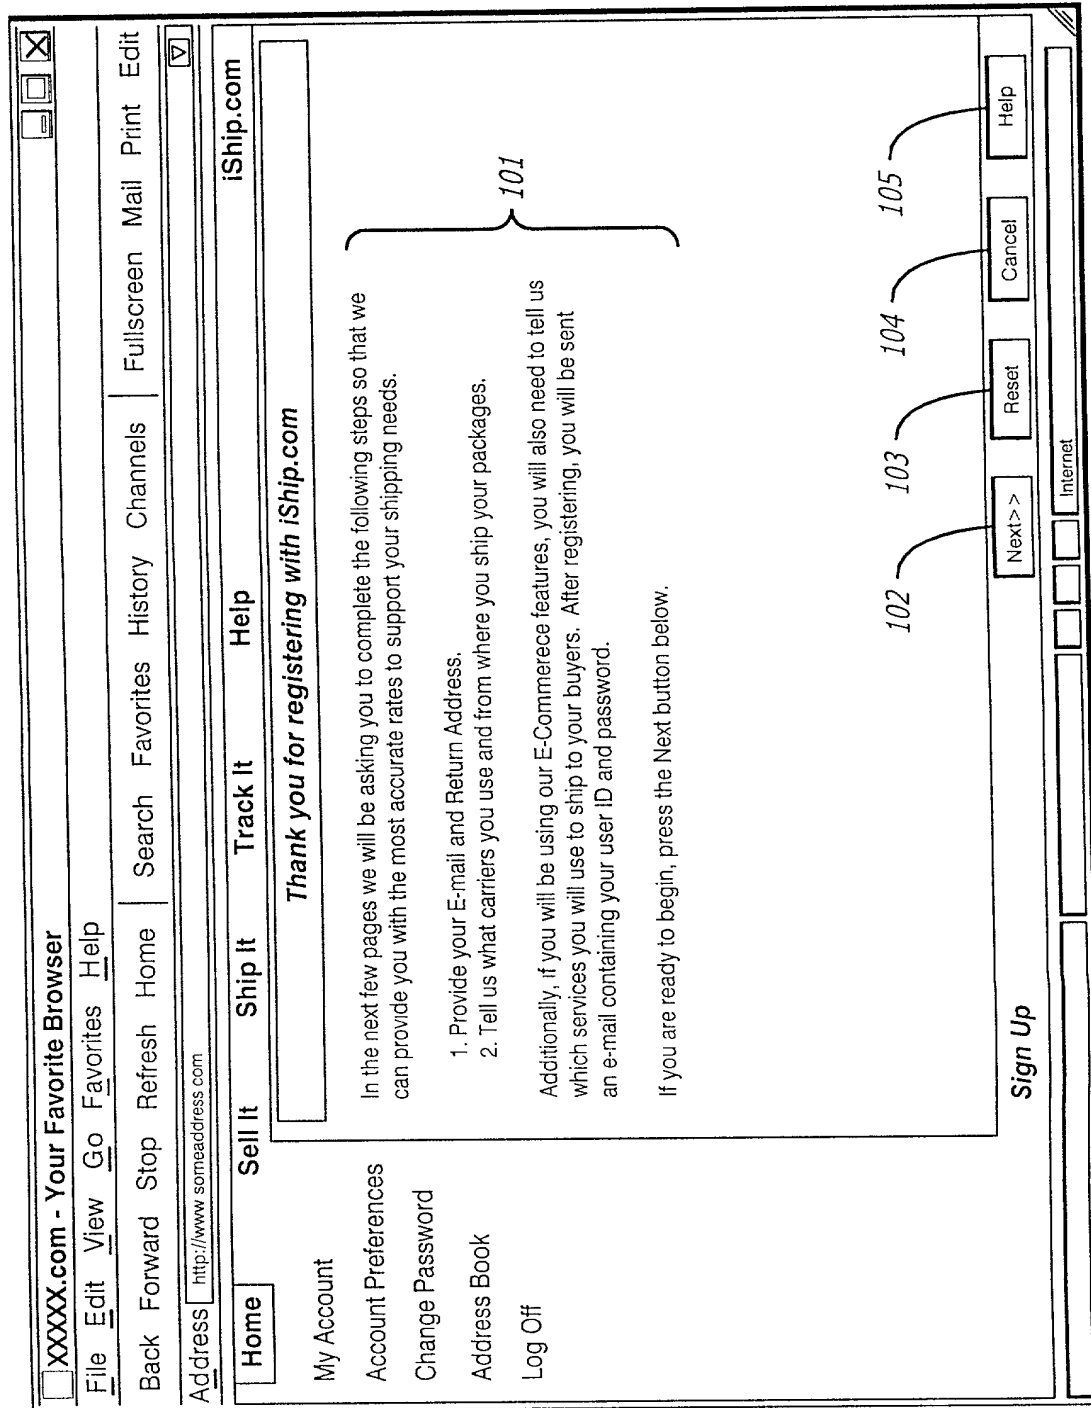 XXXXX.com - Your Favorite Browser
File Edit View Go Favorites Help
Back Forward Stop Refresh Home Search Favorites History Channels Fullscreen Mail Print Edit
Address http://www someaddress com
Home Sell It Ship It Track It Help iShip.com
My Account
Account Preferences
Change Password
Address Book
Log Off
Thank you for registering with iShip.com
In the next few pages we will be asking you to complete the following steps so that we
can provide you with the most accurate rates to support your shipping needs.
1. Provide your E-mail and Return Address.
2. Tell us what carriers you use and from where you ship your packages.
Additionally, if you will be using our E-Commerece features, you will also need to tell us
which services you will use to ship to your buyers. After registering, you will be sent
an e-mail containing your user ID and password.
If you are ready to begin, press the Next button below.
101
102 103 104 105
Sign Up Next>> Reset Cancel Help
Internet